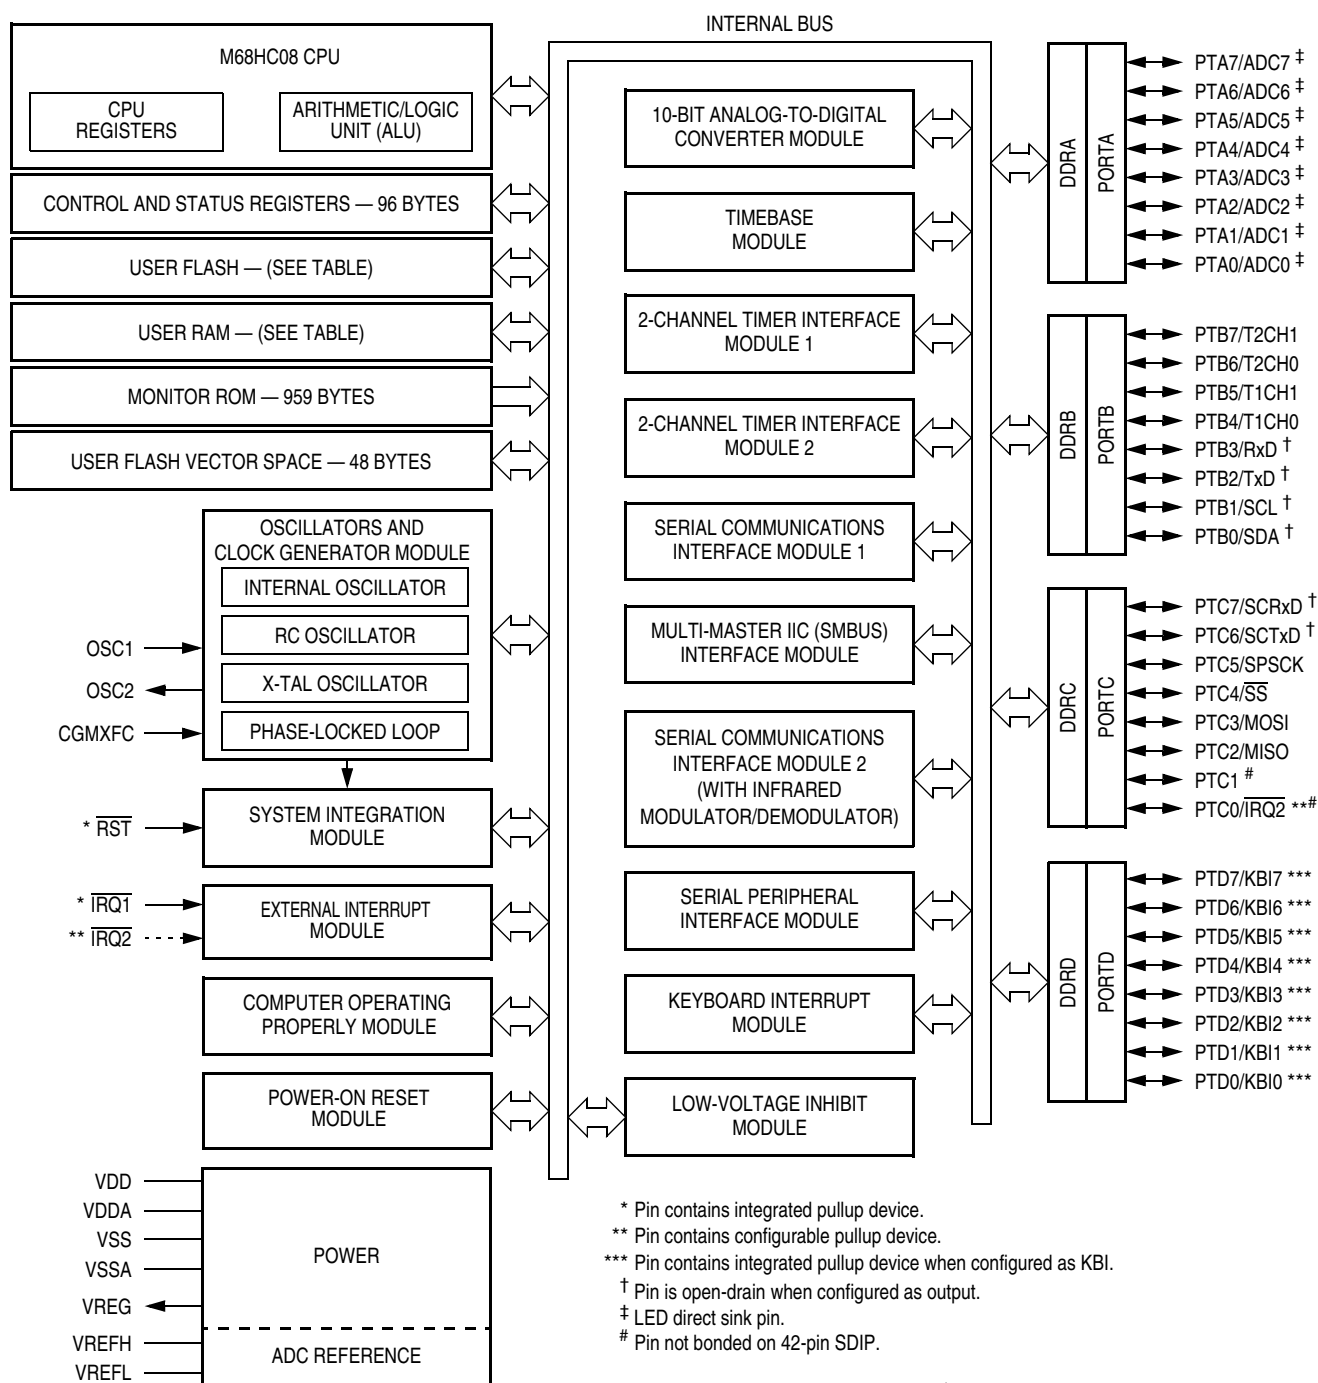 INTERNAL BUS
M68HC08 CPU
CPU
REGISTERS
ARITHMETIC/LOGIC
UNIT (ALU)
CONTROL AND STATUS REGISTERS — 96 BYTES
USER FLASH — (SEE TABLE)
USER RAM — (SEE TABLE)
MONITOR ROM — 959 BYTES
USER FLASH VECTOR SPACE — 48 BYTES
OSCILLATORS AND
CLOCK GENERATOR MODULE
INTERNAL OSCILLATOR
RC OSCILLATOR
X-TAL OSCILLATOR
PHASE-LOCKED LOOP
OSC1
OSC2
CGMXFC
SYSTEM INTEGRATION
MODULE
* RST
EXTERNAL INTERRUPT
MODULE
* IRQ1
** IRQ2
COMPUTER OPERATING
PROPERLY MODULE
POWER-ON RESET
MODULE
VDD
VDDA
VSS
VSSA
VREG
VREFH
VREFL
POWER
ADC REFERENCE
10-BIT ANALOG-TO-DIGITAL
CONVERTER MODULE
TIMEBASE
MODULE
2-CHANNEL TIMER INTERFACE
MODULE 1
2-CHANNEL TIMER INTERFACE
MODULE 2
SERIAL COMMUNICATIONS
INTERFACE MODULE 1
MULTI-MASTER IIC (SMBUS)
INTERFACE MODULE
SERIAL COMMUNICATIONS
INTERFACE MODULE 2
(WITH INFRARED
MODULATOR/DEMODULATOR)
SERIAL PERIPHERAL
INTERFACE MODULE
KEYBOARD INTERRUPT
MODULE
LOW-VOLTAGE INHIBIT
MODULE
DDRA
PORTA
PTA7/ADC7 ‡
PTA6/ADC6 ‡
PTA5/ADC5 ‡
PTA4/ADC4 ‡
PTA3/ADC3 ‡
PTA2/ADC2 ‡
PTA1/ADC1 ‡
PTA0/ADC0 ‡
DDRB
PORTB
PTB7/T2CH1
PTB6/T2CH0
PTB5/T1CH1
PTB4/T1CH0
PTB3/RxD †
PTB2/TxD †
PTB1/SCL †
PTB0/SDA †
DDRC
PORTC
PTC7/SCRxD †
PTC6/SCTxD †
PTC5/SPSCK
PTC4/SS
PTC3/MOSI
PTC2/MISO
PTC1 #
PTC0/IRQ2 **#
DDRD
PORTD
PTD7/KBI7 ***
PTD6/KBI6 ***
PTD5/KBI5 ***
PTD4/KBI4 ***
PTD3/KBI3 ***
PTD2/KBI2 ***
PTD1/KBI1 ***
PTD0/KBI0 ***
* Pin contains integrated pullup device.
** Pin contains configurable pullup device.
*** Pin contains integrated pullup device when configured as KBI.
† Pin is open-drain when configured as output.
‡ LED direct sink pin.
# Pin not bonded on 42-pin SDIP.